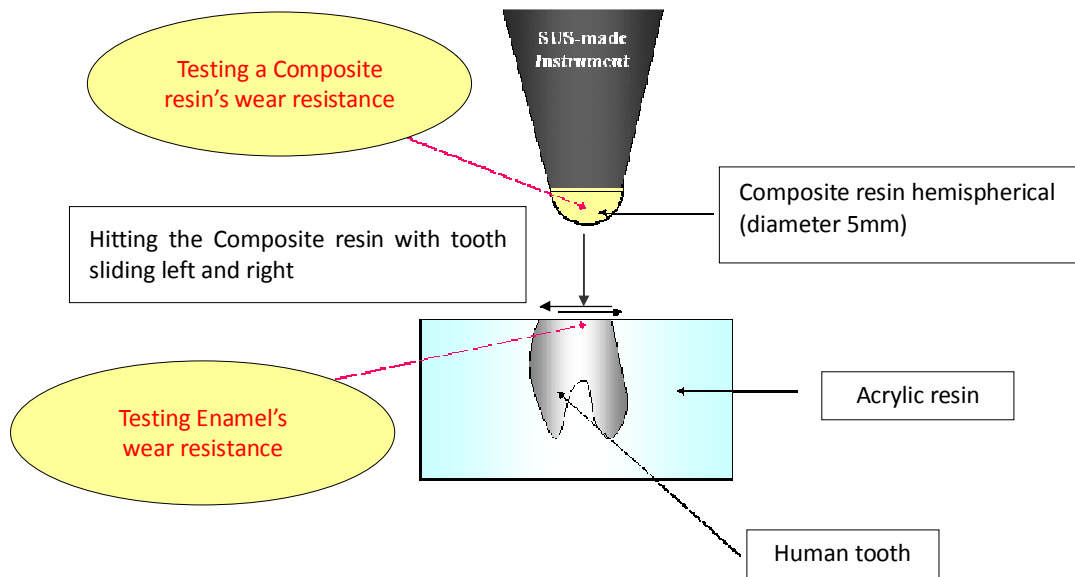 SUS-made
Instrument
Testing a Composite
resin's wear resistance
Composite resin hemispherical
(diameter 5mm)
Hitting the Composite resin with tooth
sliding left and right
Acrylic resin
Testing Enamel's
wear resistance
Human tooth